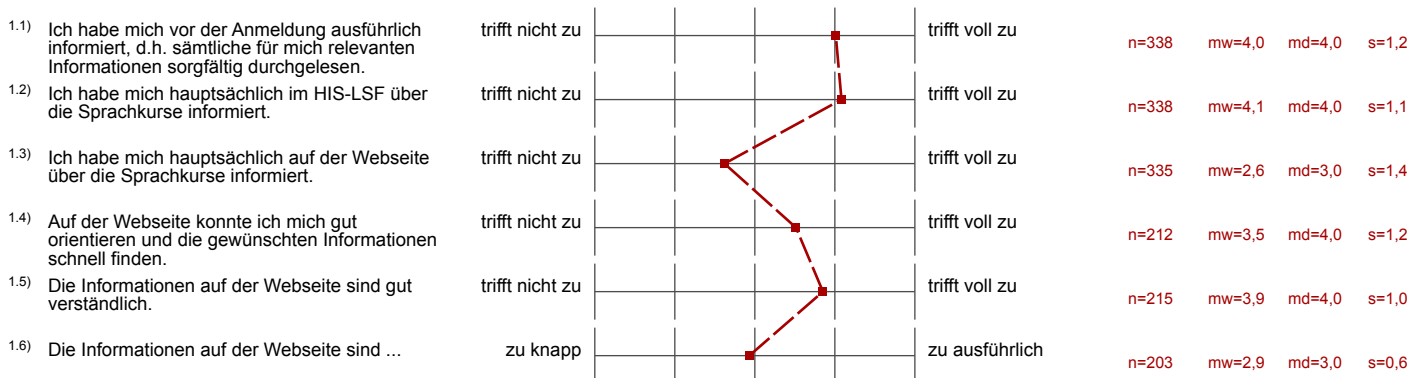 1.1) Ich habe mich vor der Anmeldung ausführlich
informiert, d.h. sämtliche für mich relevanten
Informationen sorgfältig durchgelesen.
trifft nicht zu
trifft voll zu
n=338 mw=4,0 md=4,0 s=1,2
1.2) Ich habe mich hauptsächlich im HIS-LSF über
die Sprachkurse informiert.
trifft nicht zu
trifft voll zu
n=338 mw=4,1 md=4,0 s=1,1
1.3) Ich habe mich hauptsächlich auf der Webseite
über die Sprachkurse informiert.
trifft nicht zu
trifft voll zu
n=335 mw=2,6 md=3,0 s=1,4
1.4) Auf der Webseite konnte ich mich gut
orientieren und die gewünschten Informationen
schnell finden.
trifft nicht zu
trifft voll zu
n=212 mw=3,5 md=4,0 s=1,2
1.5) Die Informationen auf der Webseite sind gut
verständlich.
trifft nicht zu
trifft voll zu
n=215 mw=3,9 md=4,0 s=1,0
1.6) Die Informationen auf der Webseite sind ...
zu knapp
zu ausführlich
n=203 mw=2,9 md=3,0 s=0,6